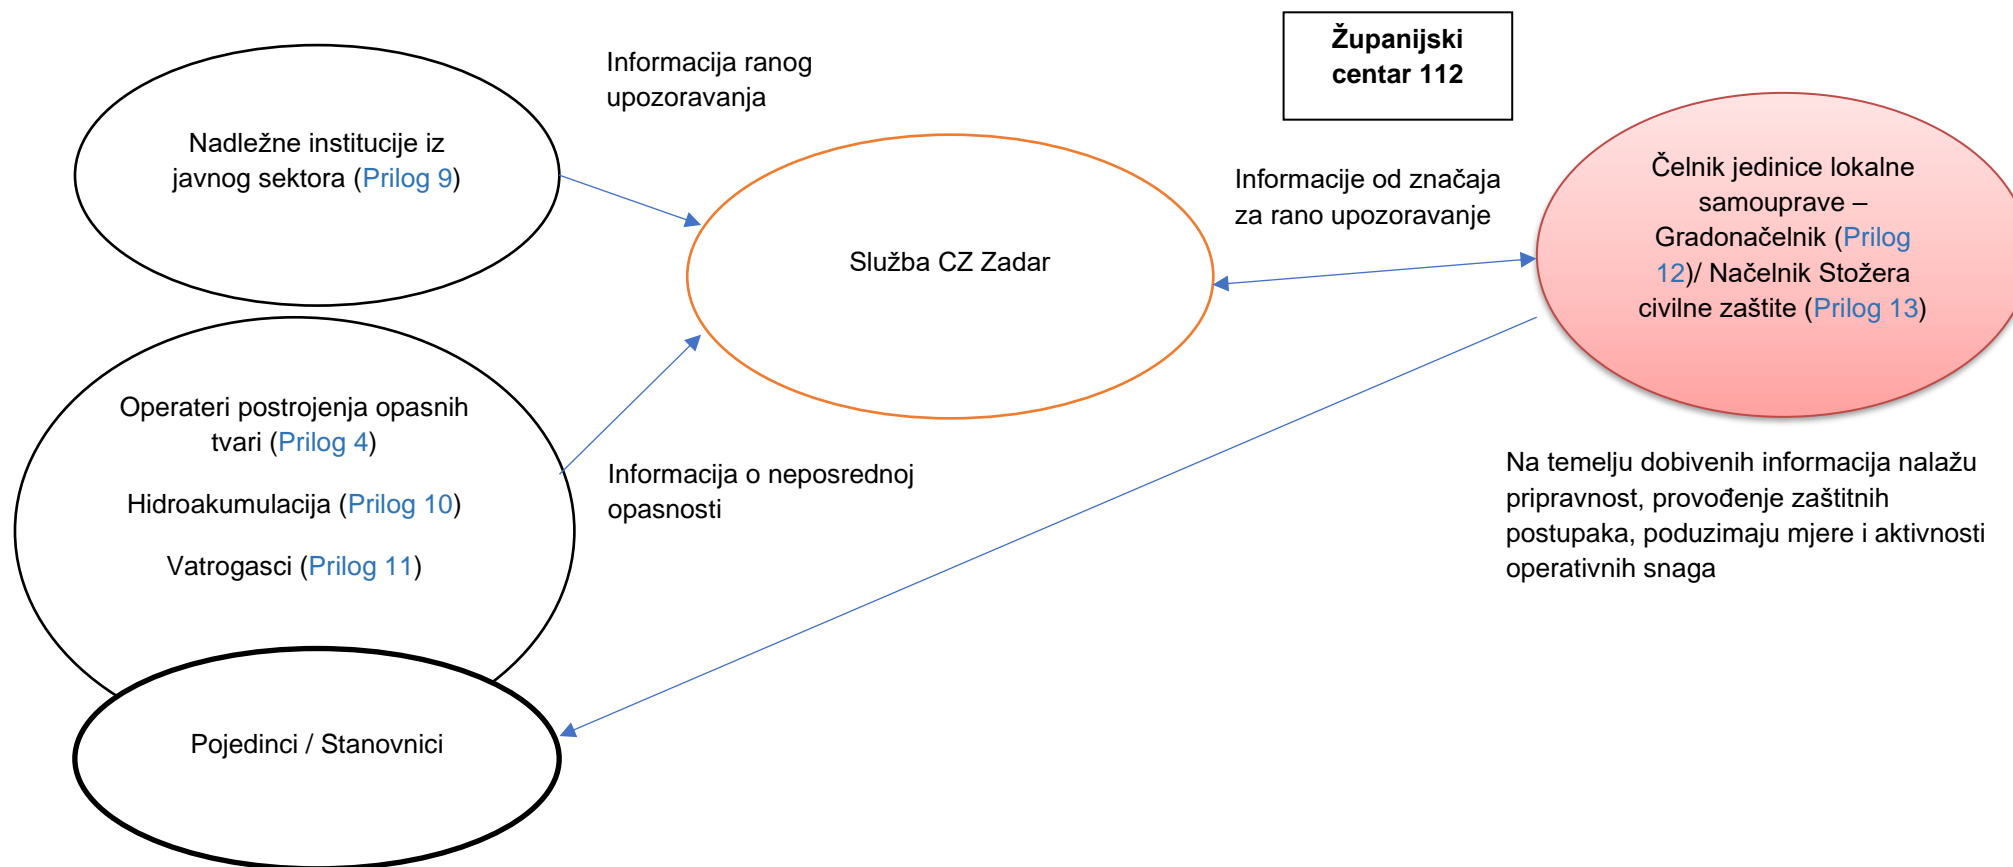 Županijski
centar 112
Informacija ranog
upozoravanja
Nadležne institucije iz
javnog sektora (Prilog 9)
Služba CZ Zadar
Informacije od značaja
za rano upozoravanje
Čelnik jedinice lokalne
samouprave –
Gradonačelnik (Prilog
12)/ Načelnik Stožera
civilne zaštite (Prilog 13)
Operateri postrojenja opasnih
tvari (Prilog 4)
Hidroakumulacija (Prilog 10)
Vatrogasci (Prilog 11)
Informacija o neposrednoj
opasnosti
Na temelju dobivenih informacija nalažu
pripravnost, provođenje zaštitnih
postupaka, poduzimaju mjere i aktivnosti
operativnih snaga
Pojedinci / Stanovnici